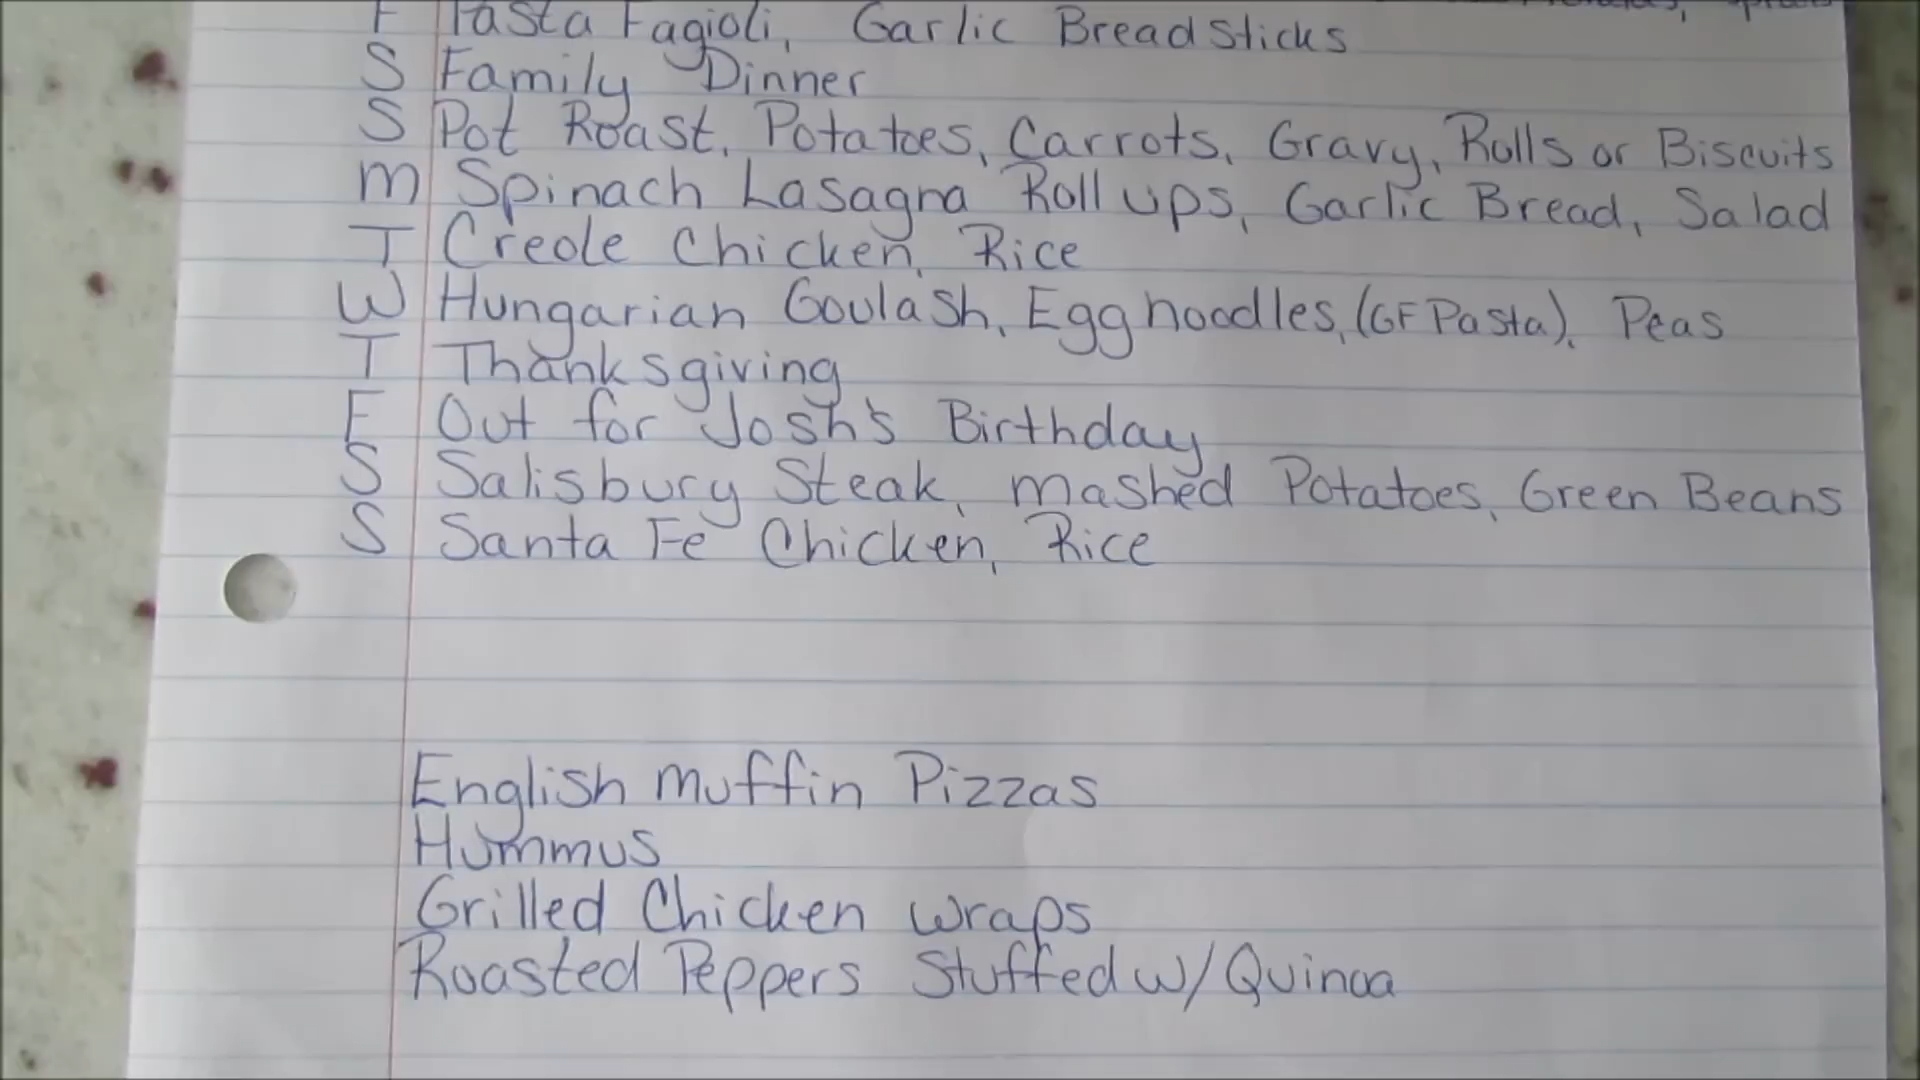 F Pasta Fagioli, Garlic Bread Sticks
S Family Dinner
S Pot Roast, Potatoes, Carrots, Gravy, Rolls or Biscuits
M Spinach Lasagna Roll ups, Garlic Bread, Salad
T Creole Chicken, Rice
W Hungarian Goulash, Egg noodles, (GF Pasta), Peas
T Thanksgiving
F Out for Josh's Birthday
S Salisbury Steak, mashed Potatoes, Green Beans
S Santa Fe Chicken, Rice
English Muffin Pizzas
Hummus
Grilled Chicken wraps
Roasted Peppers Stuffed w/ Quinoa